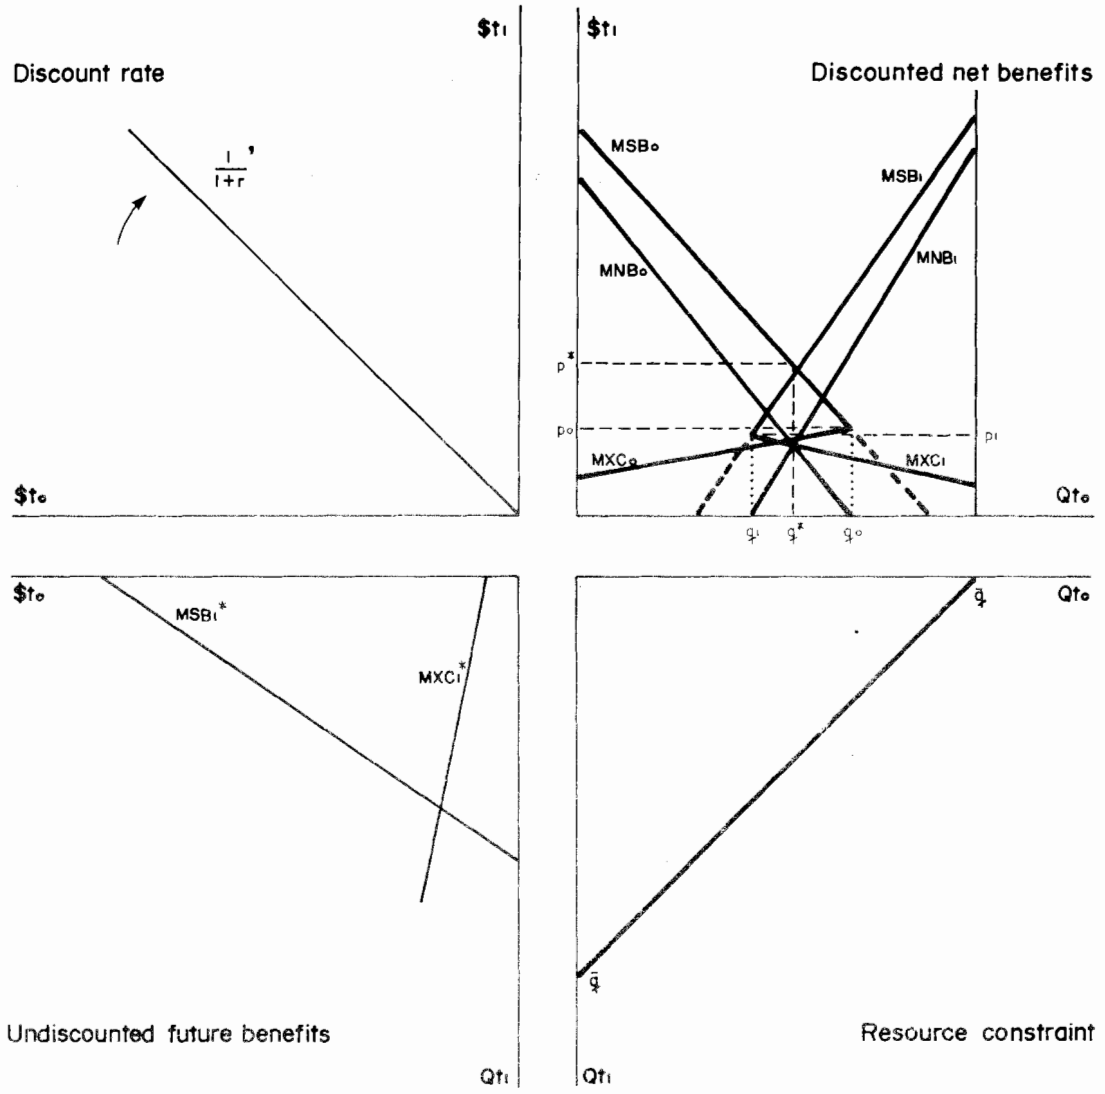 $t₁
$t₁
Discount rate
Discounted net benefits
1
1+r
'
MSB₀
MSB₁
MNB₀
MNB₁
p*
p₀
p₁
MXC₀
MXC₁
$t₀
Qt₀
q₁
q*
q₀
$t₀
q̄
Qt₀
MSB₁*
MXC₁*
q̄
Undiscounted future benefits
Resource constraint
Qt₁
Qt₁